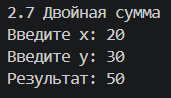 2.7 Двойная сумма
Введите x: 20
Введите y: 30
Результат: 50